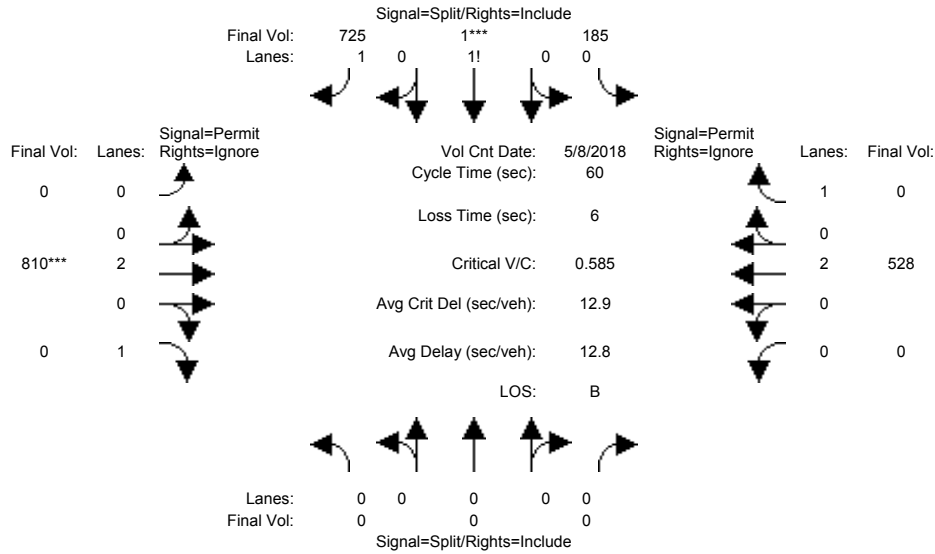 Signal=Split/Rights=Include
Final Vol: 725 1*** 185
Lanes: 1 0 1! 0 0
Signal=Permit
Final Vol: Lanes: Rights=Ignore
Vol Cnt Date: 5/8/2018
Signal=Permit
Rights=Ignore Lanes: Final Vol:
Cycle Time (sec): 60
0 0
1 0
Loss Time (sec): 6
0
0
810*** 2
Critical V/C: 0.585
2 528
0
Avg Crit Del (sec/veh): 12.9
0
0 1
Avg Delay (sec/veh): 12.8
0 0
LOS: B
Lanes: 0 0 0 0 0
Final Vol: 0 0 0
Signal=Split/Rights=Include